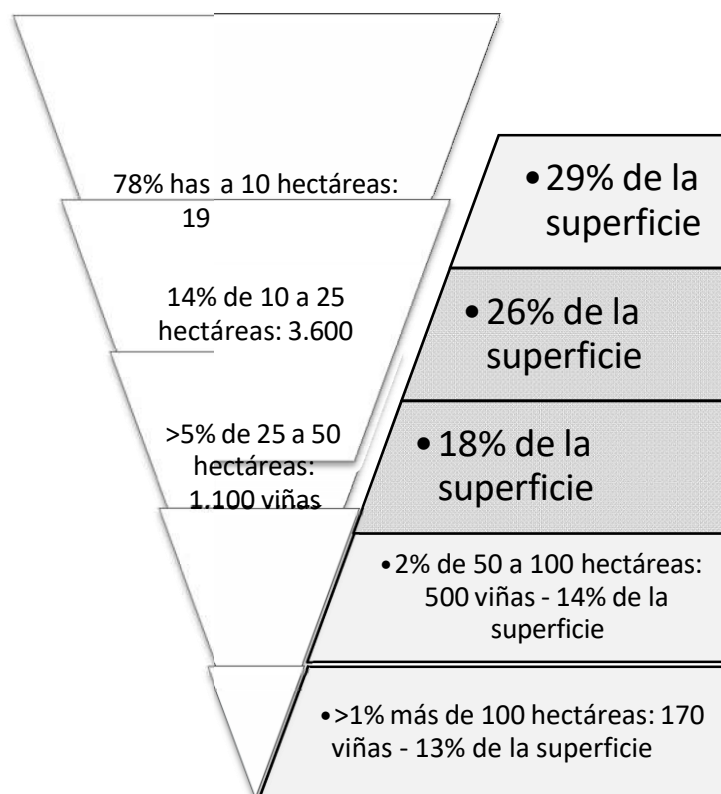 78% has a 10 hectáreas:
19
• 29% de la
superficie
14% de 10 a 25
hectáreas: 3.600
• 26% de la
superficie
>5% de 25 a 50
hectáreas:
1.100 viñas
• 18% de la
superficie
• 2% de 50 a 100 hectáreas:
500 viñas - 14% de la
superficie
• >1% más de 100 hectáreas: 170
viñas - 13% de la superficie